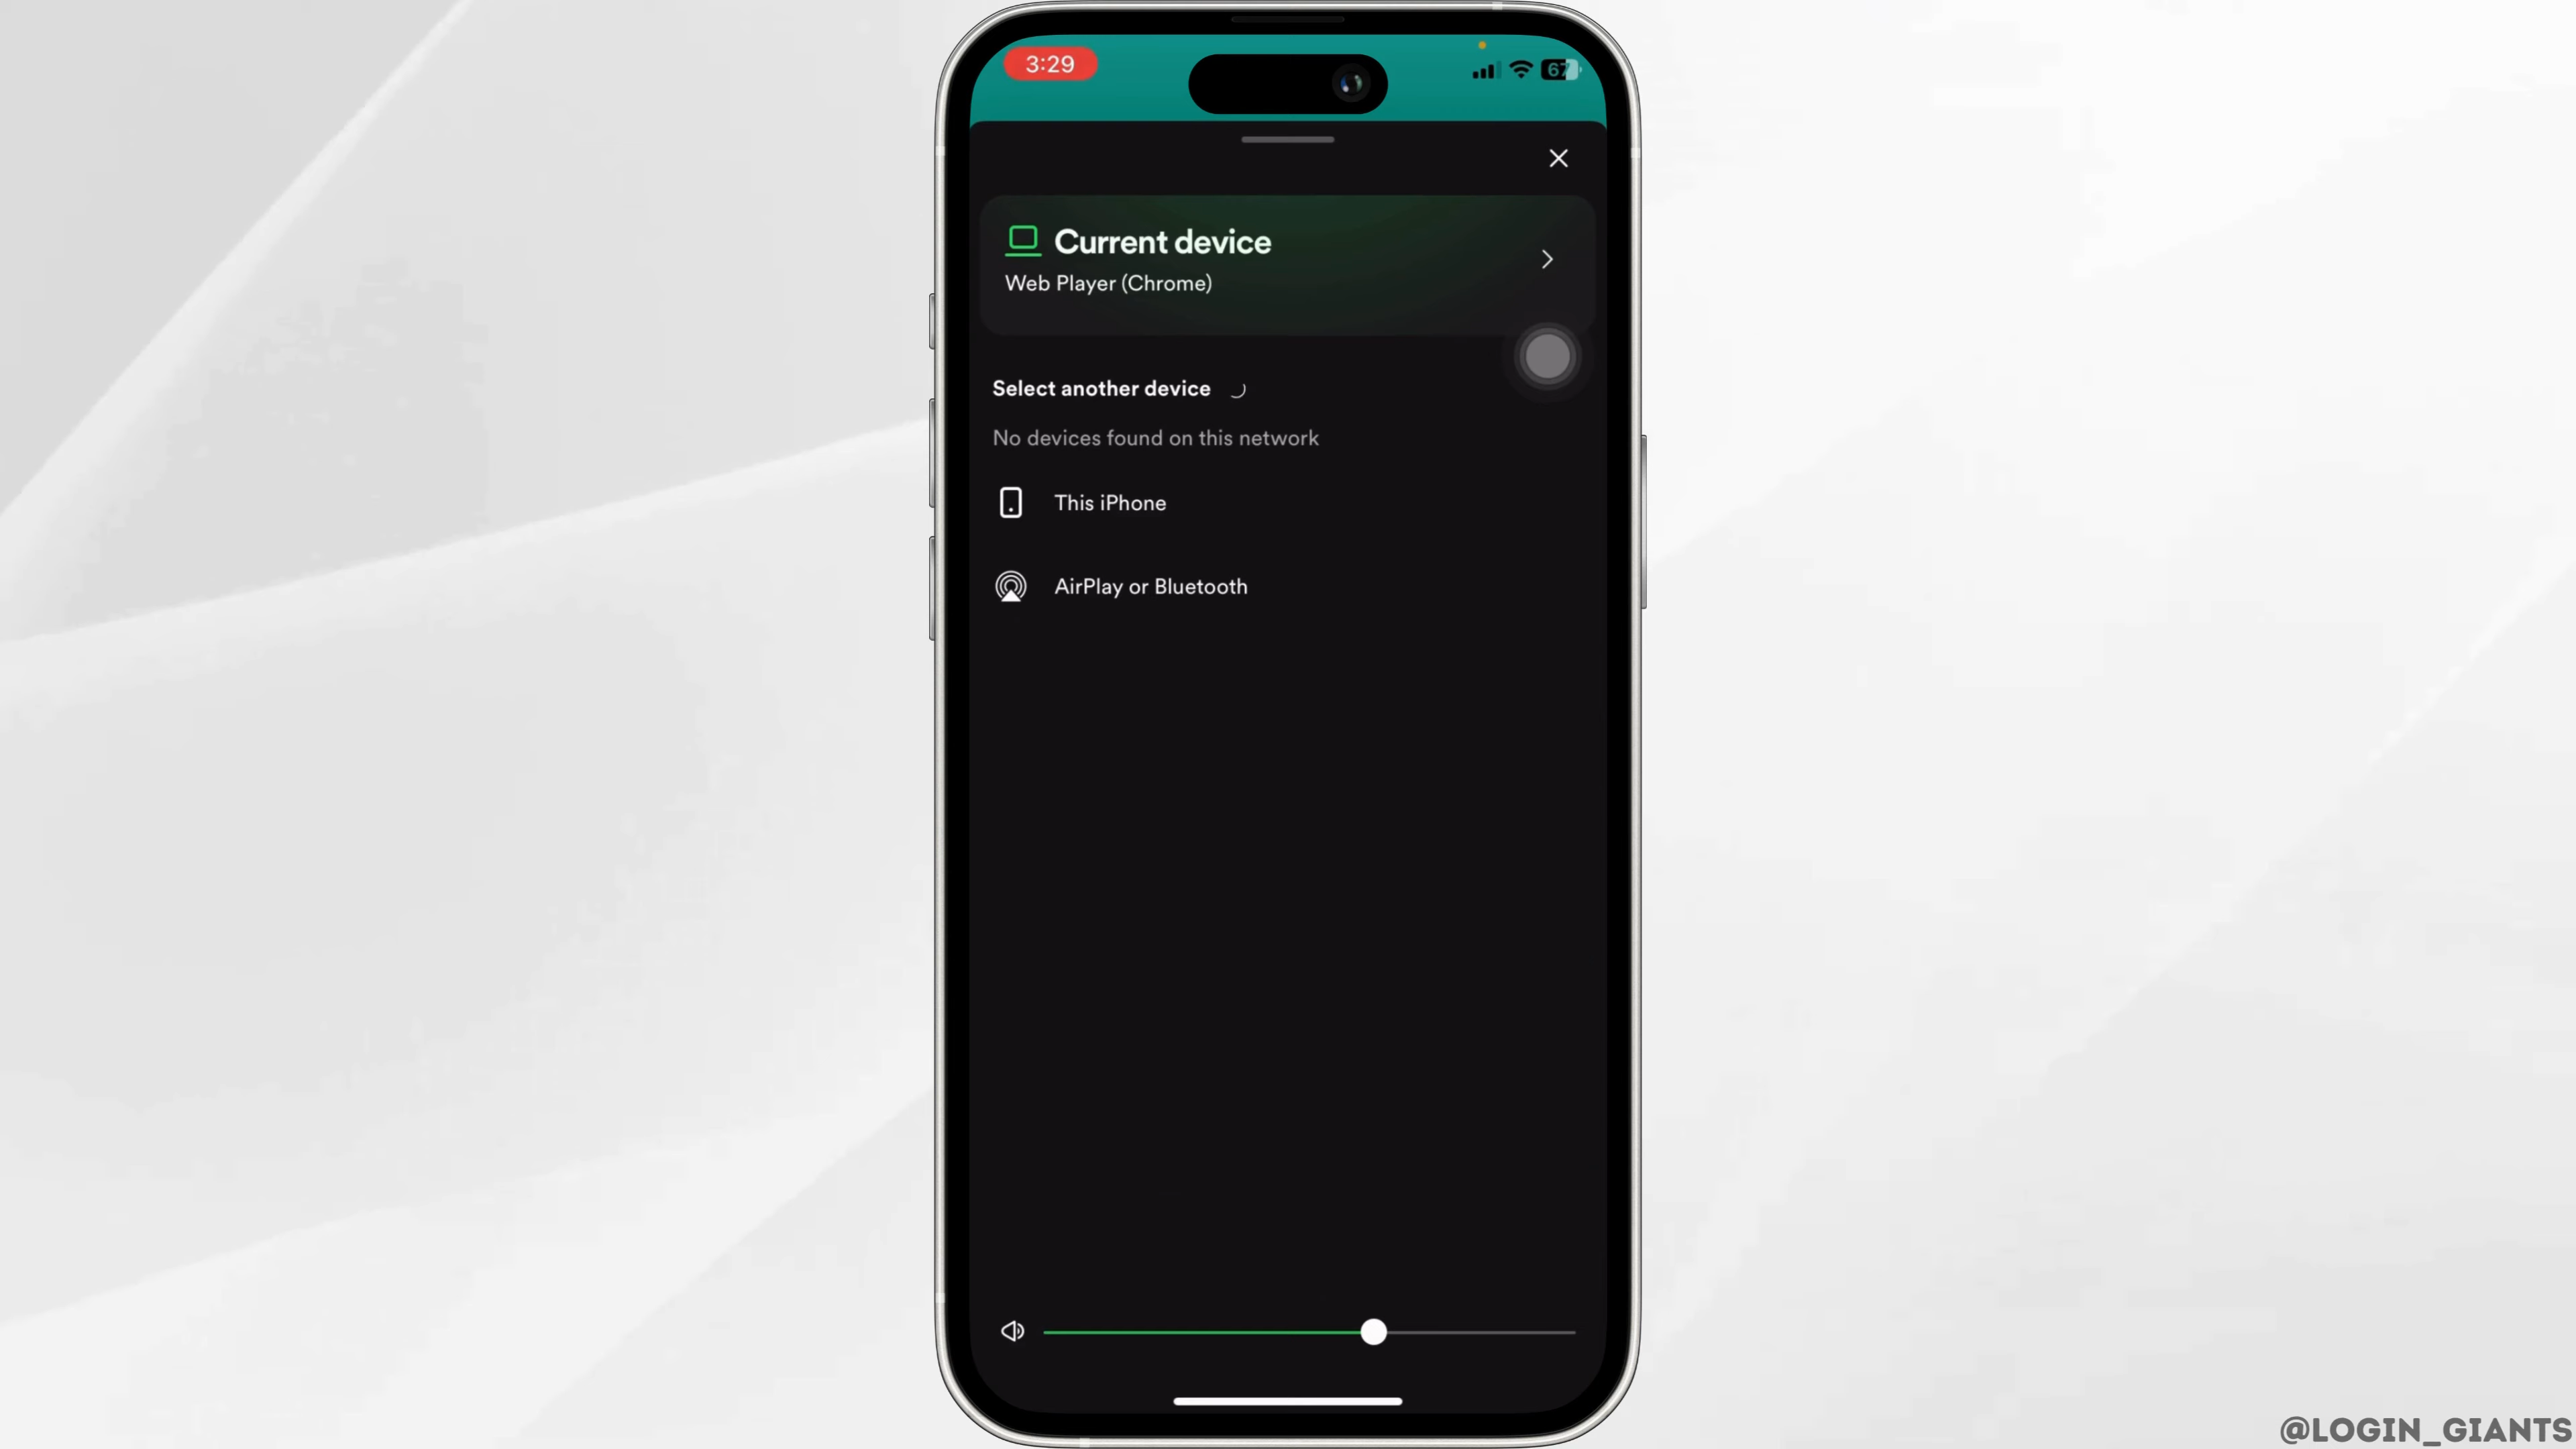 3:29
67
Current device
Web Player (Chrome)
Select another device
No devices found on this network
This iPhone
AirPlay or Bluetooth
@LOGIN_GIANTS